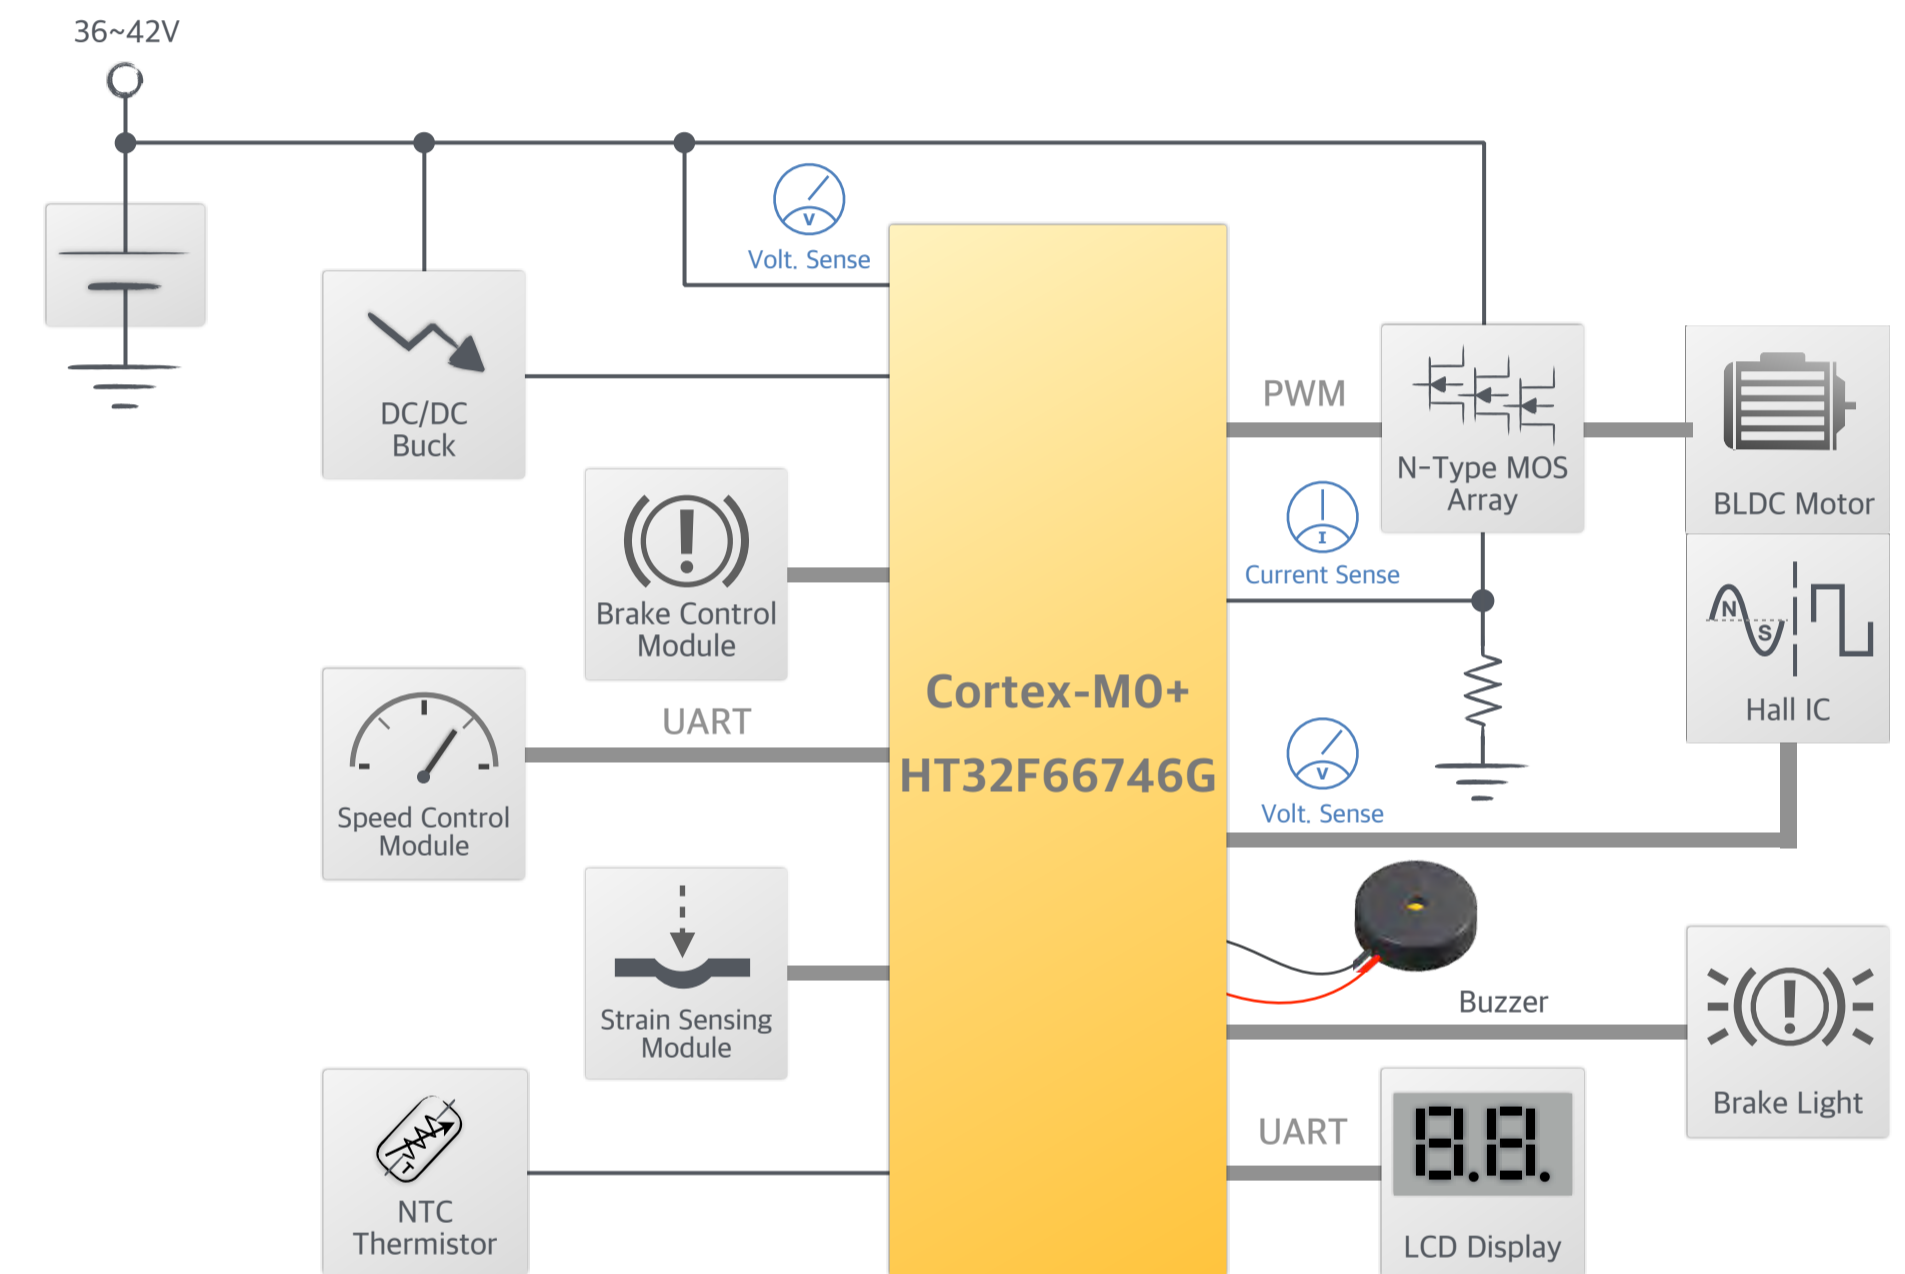 36~42V
V
Volt. Sense
DC/DC
Buck
PWM
N-Type MOS
Array
BLDC Motor
I
Current Sense
Brake Control
Module
N
S
Hall IC
UART
Cortex-M0+
HT32F66746G
V
Volt. Sense
Speed Control
Module
Strain Sensing
Module
Buzzer
Brake Light
UART
8.8.
LCD Display
T
NTC
Thermistor